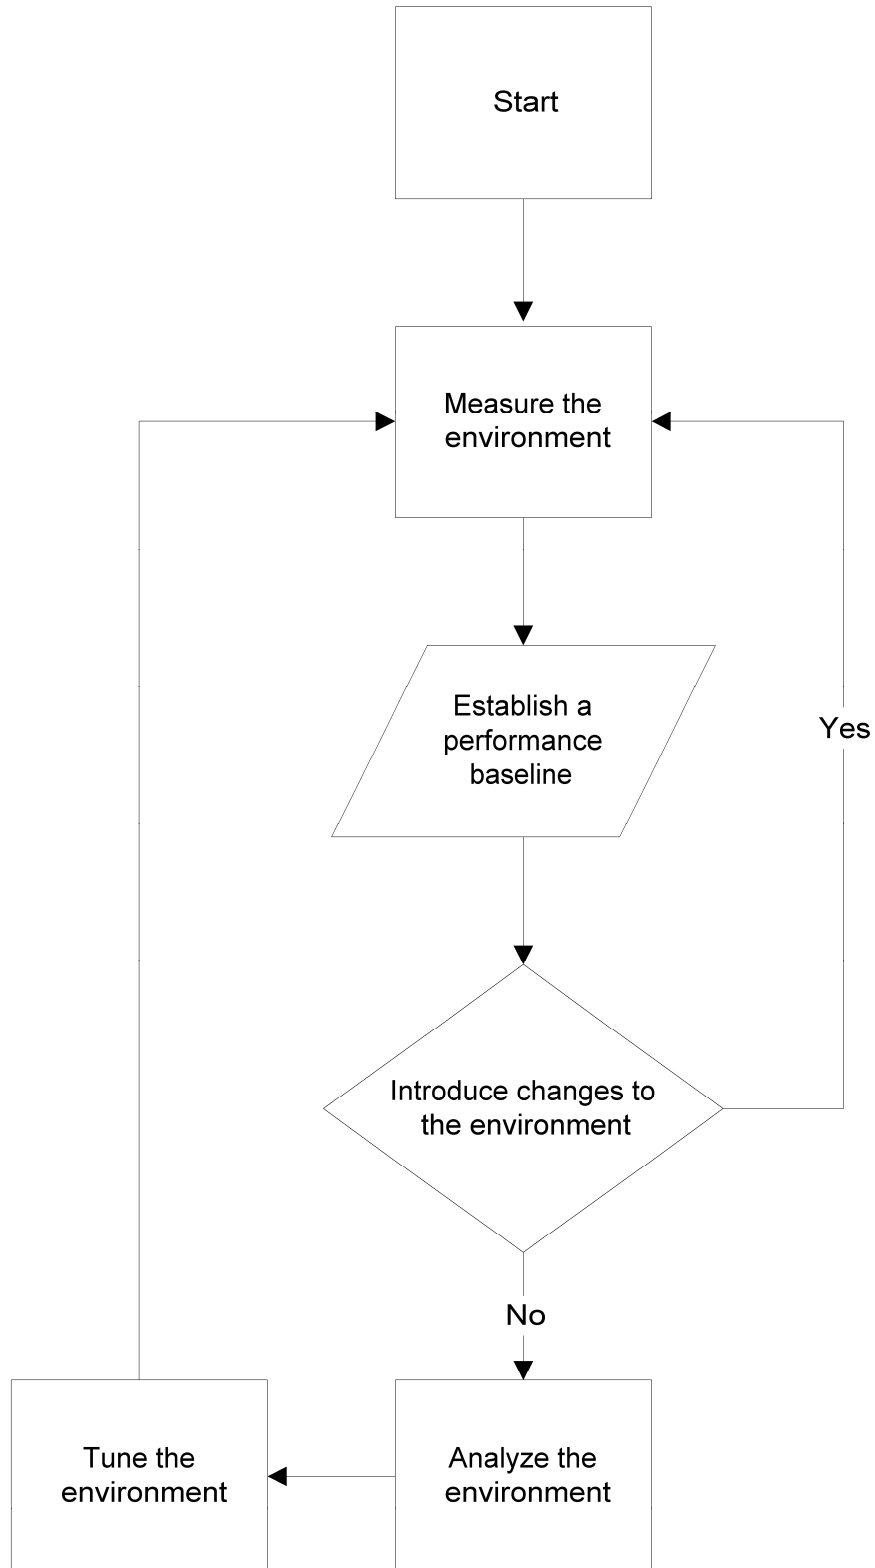 Start
Measure the
environment
Establish a
performance
baseline
Yes
Introduce changes to
the environment
No
Tune the
environment
Analyze the
environment